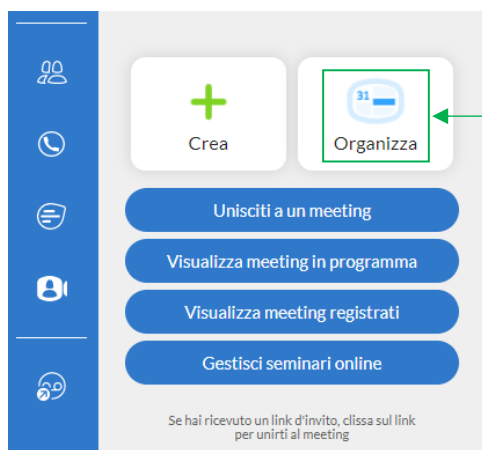 31
Crea
Organizza
Unisciti a un meeting
Visualizza meeting in programma
Visualizza meeting registrati
Gestisci seminari online
Se hai ricevuto un link d'invito, clissa sul link
per unirti al meeting